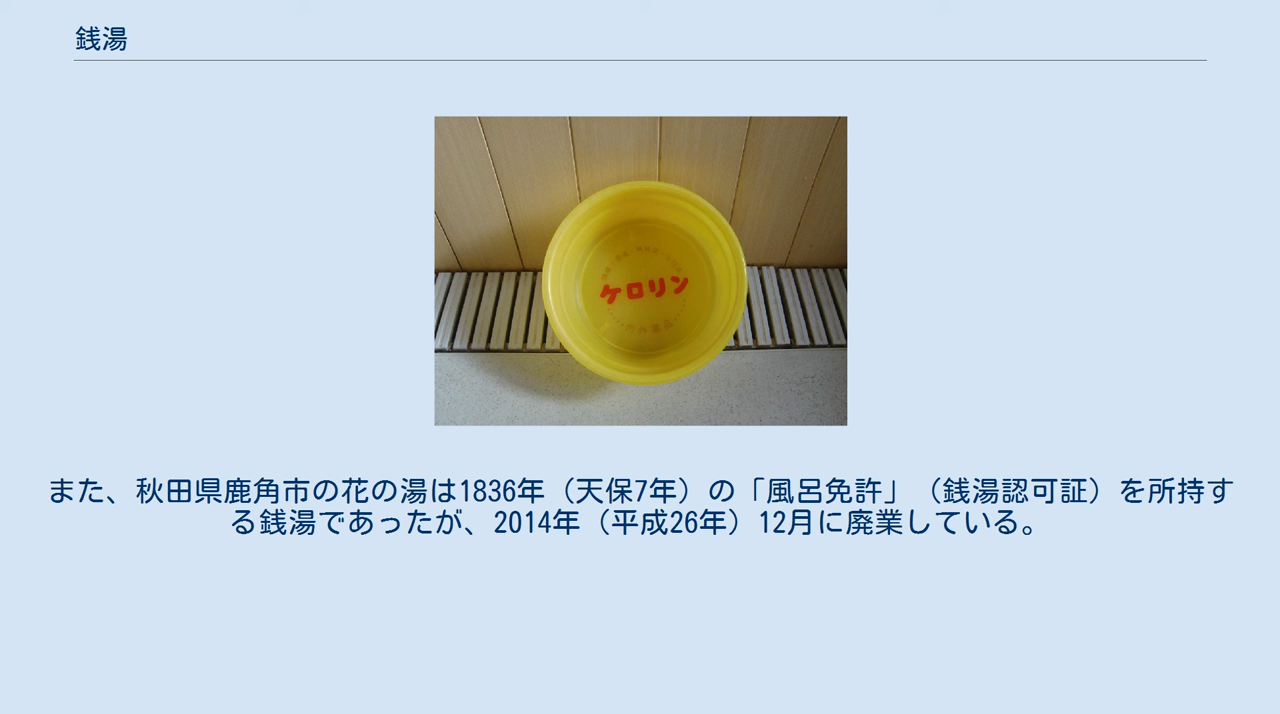 銭湯
ケロリン
また、秋田県鹿角市の花の湯は1836年（天保7年）の「風呂免許」（銭湯認可証）を所持す
る銭湯であったが、2014年（平成26年）12月に廃業している。